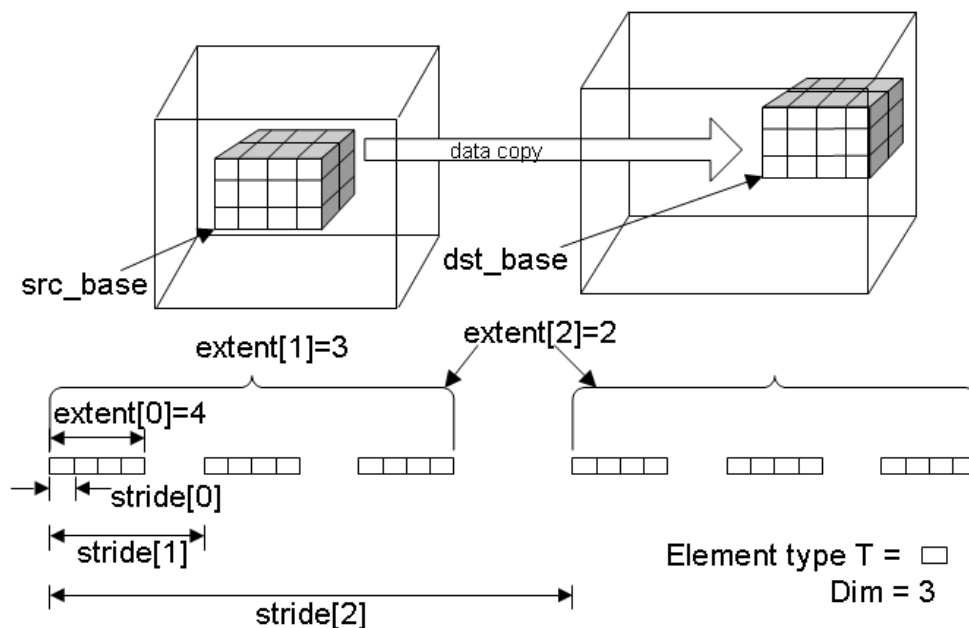 data copy
src_base
dst_base
extent[1]=3
extent[2]=2
extent[0]=4
stride[0]
stride[1]
stride[2]
Element type T =
Dim = 3